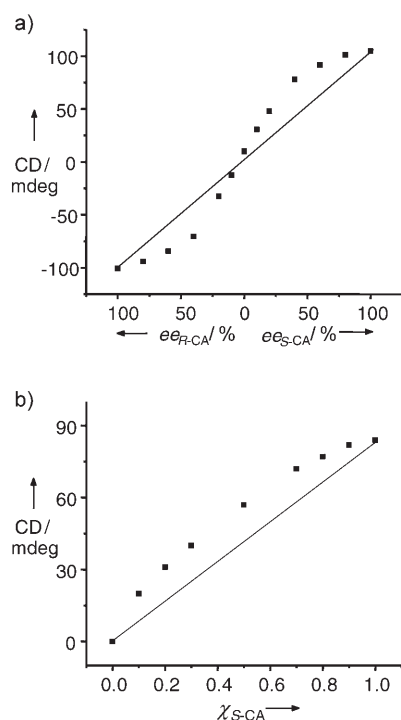 a)
100
50
0
-50
-100
CD/
mdeg
100 50 0 50 100
ee_R-CA/ % ee_S-CA/ %
b)
90
60
30
0
CD/
mdeg
0.0 0.2 0.4 0.6 0.8 1.0
χ_S-CA